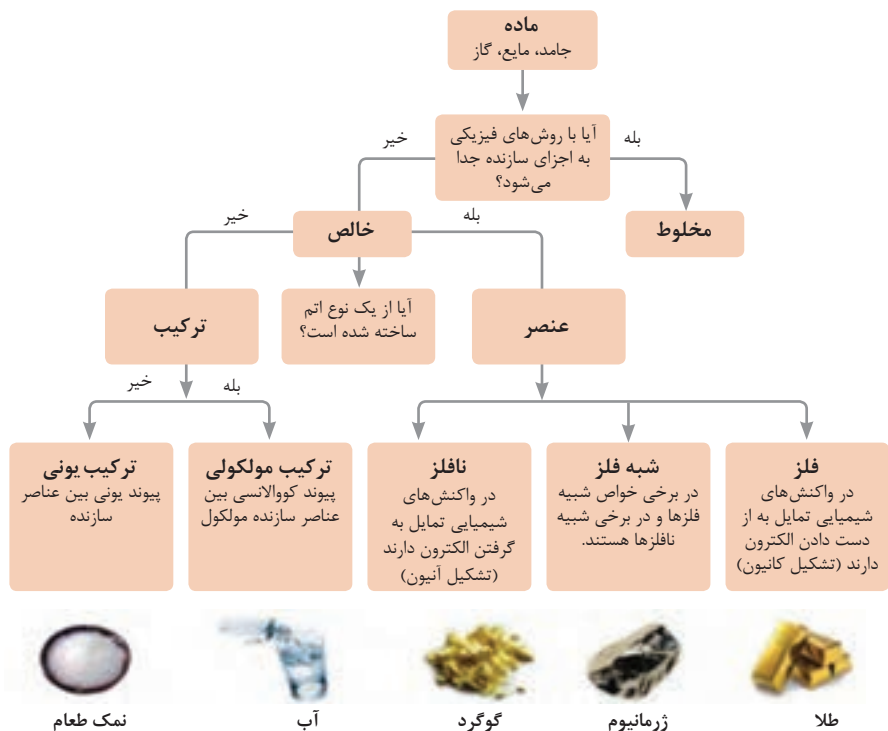 ماده
جامد، مایع، گاز
آیا با روش‌های فیزیکی
به اجزای سازنده جدا
می‌شود؟
بله
خیر
مخلوط
خالص
بله
خیر
آیا از یک نوع اتم
ساخته شده است؟
عنصر
ترکیب
بله
خیر
فلز
در واکنش‌های
شیمیایی تمایل به از
دست دادن الکترون
دارند (تشکیل کاتیون)
شبه فلز
در برخی خواص شبیه
فلزها و در برخی شبیه
نافلزها هستند.
نافلز
در واکنش‌های
شیمیایی تمایل به
گرفتن الکترون دارند
(تشکیل آنیون)
ترکیب مولکولی
پیوند کووالانسی بین
عناصر سازنده مولکول
ترکیب یونی
پیوند یونی بین عناصر
سازنده
طلا
ژرمانیوم
گوگرد
آب
نمک طعام